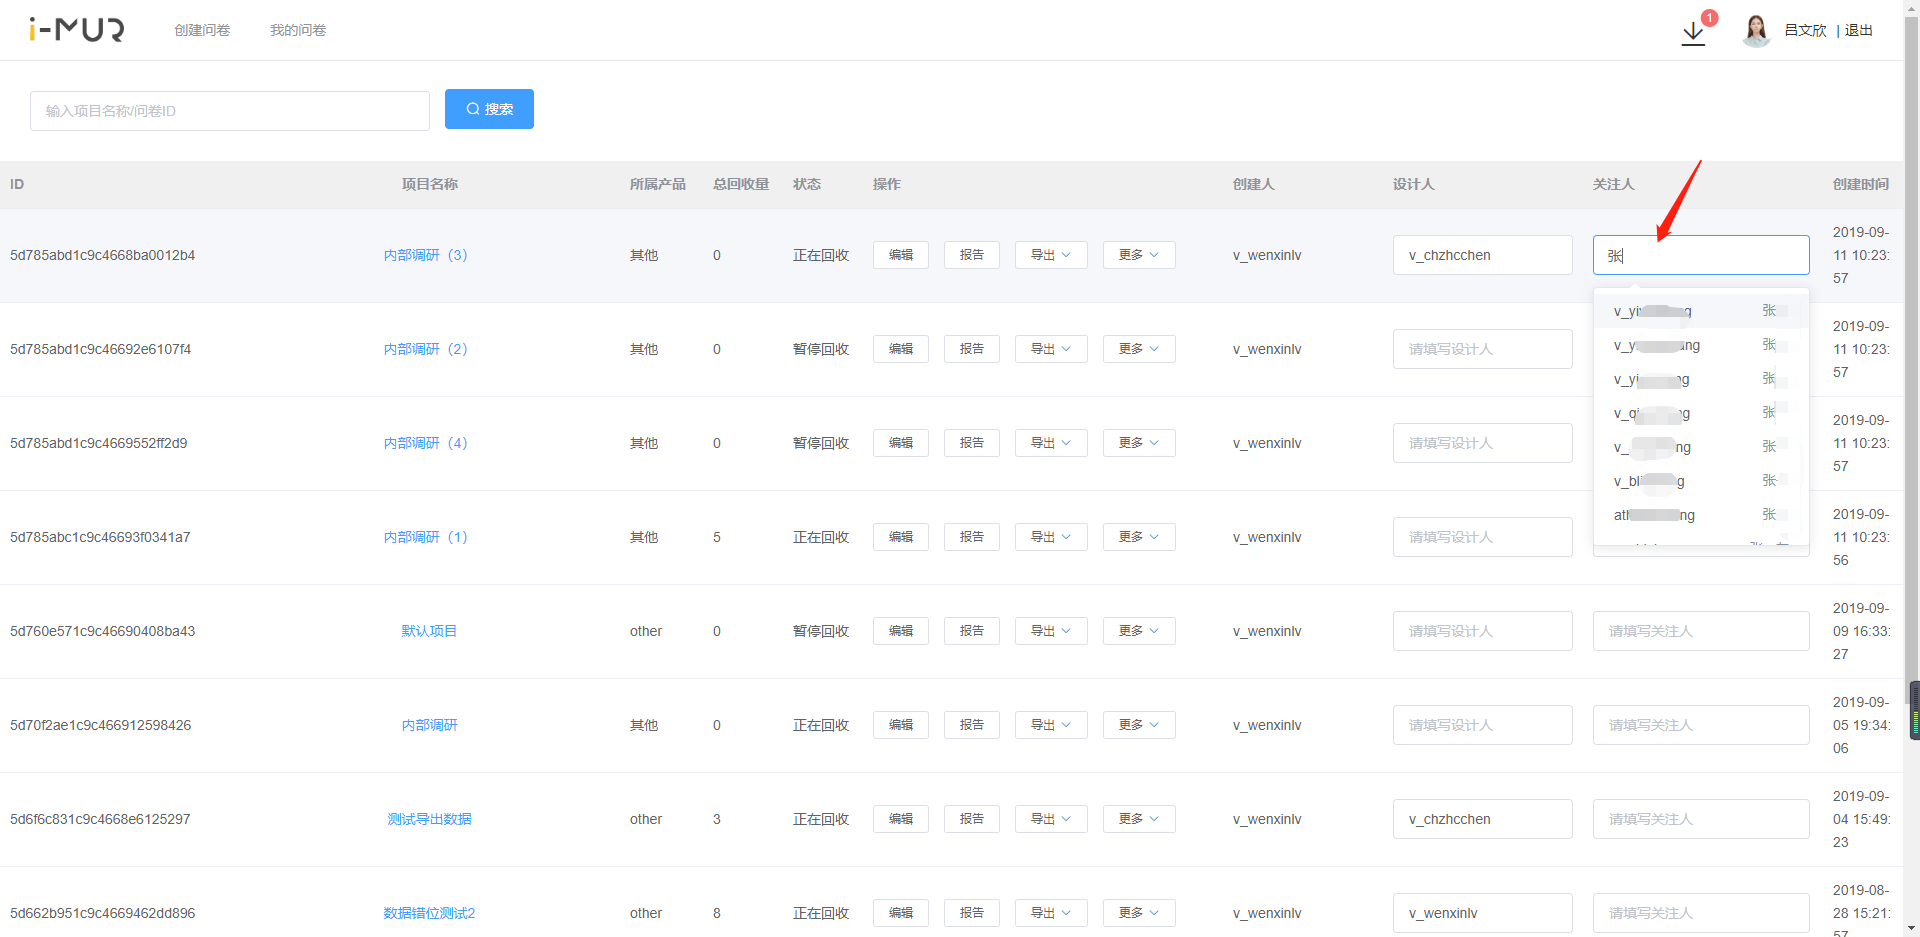 i-MUR 创建问卷 我的问卷 1 吕文欣 | 退出
输入项目名称/问卷ID 搜索
ID 项目名称 所属产品 总回收量 状态 操作 创建人 设计人 关注人 创建时间
5d785abd1c9c4668ba0012b4 内部调研（3） 其他 0 正在回收 编辑 报告 导出 更多 v_wenxinlv v_chzhcchen 张 2019-09-
11 10:23:
57
v_yi g 张
5d785abd1c9c46692e6107f4 内部调研（2） 其他 0 暂停回收 编辑 报告 导出 更多 v_wenxinlv 请填写设计人 2019-09-
11 10:23:
57
v_y ang 张
v_yi g 张
v_qi g 张
5d785abd1c9c4669552ff2d9 内部调研（4） 其他 0 暂停回收 编辑 报告 导出 更多 v_wenxinlv 请填写设计人 2019-09-
11 10:23:
57
v_ ng 张
v_bli g 张
ath ng 张
5d785abc1c9c46693f0341a7 内部调研（1） 其他 5 正在回收 编辑 报告 导出 更多 v_wenxinlv 请填写设计人 2019-09-
11 10:23:
56
5d760e571c9c46690408ba43 默认项目 other 0 暂停回收 编辑 报告 导出 更多 v_wenxinlv 请填写设计人 请填写关注人 2019-09-
09 16:33:
27
5d70f2ae1c9c466912598426 内部调研 其他 0 正在回收 编辑 报告 导出 更多 v_wenxinlv 请填写设计人 请填写关注人 2019-09-
05 19:34:
06
5d6f6c831c9c4668e6125297 测试导出数据 other 3 正在回收 编辑 报告 导出 更多 v_wenxinlv v_chzhcchen 请填写关注人 2019-09-
04 15:49:
23
5d662b951c9c4669462dd896 数据错位测试2 other 8 正在回收 编辑 报告 导出 更多 v_wenxinlv v_wenxinlv 请填写关注人 2019-08-
28 15:21:
57